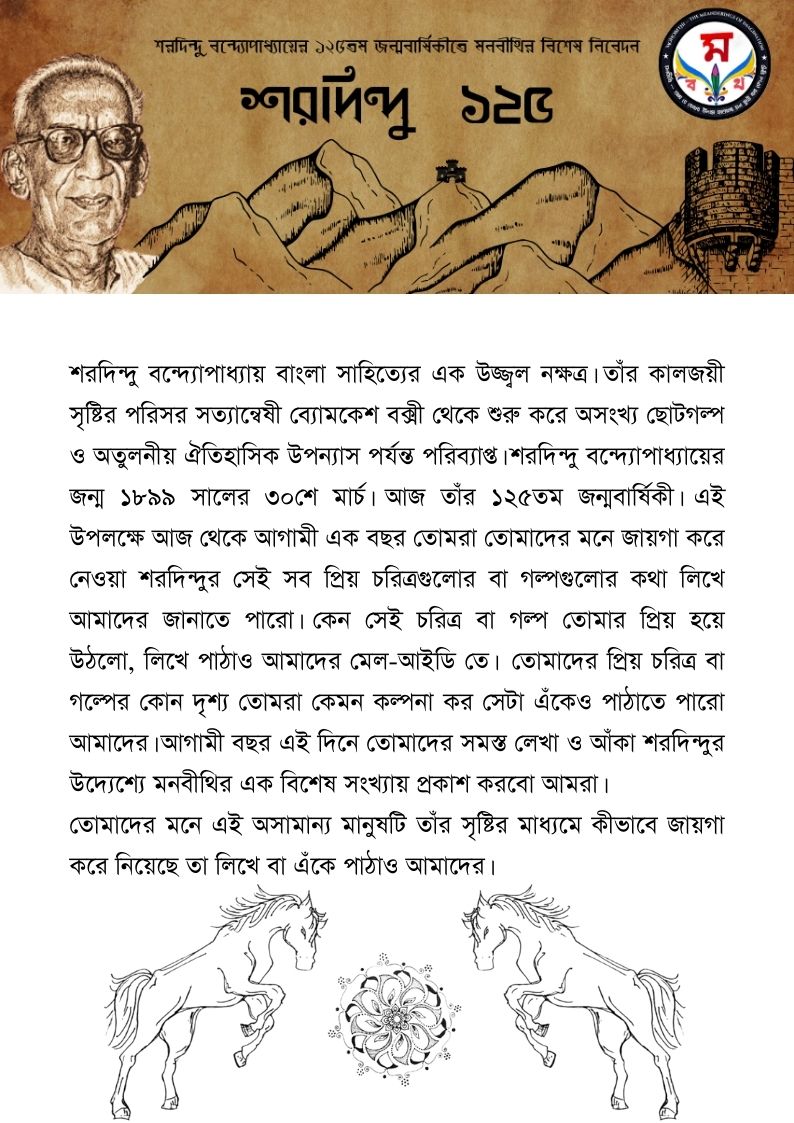 শরদিন্দু বন্দ্যোপাধ্যায়ের ১২৫তম জন্মবার্ষিকীতে মনবীথির বিশেষ নিবেদন
শরদিন্দু ১২৫
ম
ব থ
শরদিন্দু বন্দ্যোপাধ্যায় বাংলা সাহিত্যের এক উজ্জ্বল নক্ষত্র। তাঁর কালজয়ী
সৃষ্টির পরিসর সত্যান্বেষী ব্যোমকেশ বক্সী থেকে শুরু করে অসংখ্য ছোটগল্প
ও অতুলনীয় ঐতিহাসিক উপন্যাস পর্যন্ত পরিব্যাপ্ত।শরদিন্দু বন্দ্যোপাধ্যায়ের
জন্ম ১৮৯৯ সালের ৩০শে মার্চ। আজ তাঁর ১২৫তম জন্মবার্ষিকী। এই
উপলক্ষে আজ থেকে আগামী এক বছর তোমরা তোমাদের মনে জায়গা করে
নেওয়া শরদিন্দুর সেই সব প্রিয় চরিত্রগুলোর বা গল্পগুলোর কথা লিখে
আমাদের জানাতে পারো। কেন সেই চরিত্র বা গল্প তোমার প্রিয় হয়ে
উঠলো, লিখে পাঠাও আমাদের মেল-আইডি তে। তোমাদের প্রিয় চরিত্র বা
গল্পের কোন দৃশ্য তোমরা কেমন কল্পনা কর সেটা এঁকেও পাঠাতে পারো
আমাদের।আগামী বছর এই দিনে তোমাদের সমস্ত লেখা ও আঁকা শরদিন্দুর
উদ্যেশ্যে মনবীথির এক বিশেষ সংখ্যায় প্রকাশ করবো আমরা।
তোমাদের মনে এই অসামান্য মানুষটি তাঁর সৃষ্টির মাধ্যমে কীভাবে জায়গা
করে নিয়েছে তা লিখে বা এঁকে পাঠাও আমাদের।